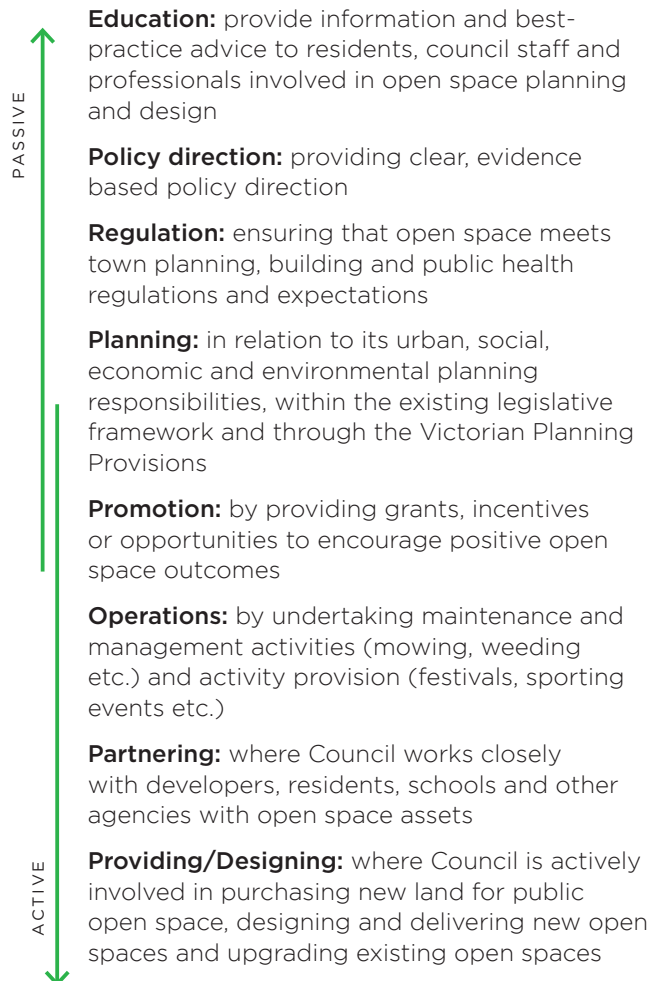 Education: provide information and best-
practice advice to residents, council staff and
professionals involved in open space planning
and design
PASSIVE
Policy direction: providing clear, evidence
based policy direction
Regulation: ensuring that open space meets
town planning, building and public health
regulations and expectations
Planning: in relation to its urban, social,
economic and environmental planning
responsibilities, within the existing legislative
framework and through the Victorian Planning
Provisions
Promotion: by providing grants, incentives
or opportunities to encourage positive open
space outcomes
Operations: by undertaking maintenance and
management activities (mowing, weeding
etc.) and activity provision (festivals, sporting
events etc.)
Partnering: where Council works closely
with developers, residents, schools and other
agencies with open space assets
ACTIVE
Providing/Designing: where Council is actively
involved in purchasing new land for public
open space, designing and delivering new open
spaces and upgrading existing open spaces